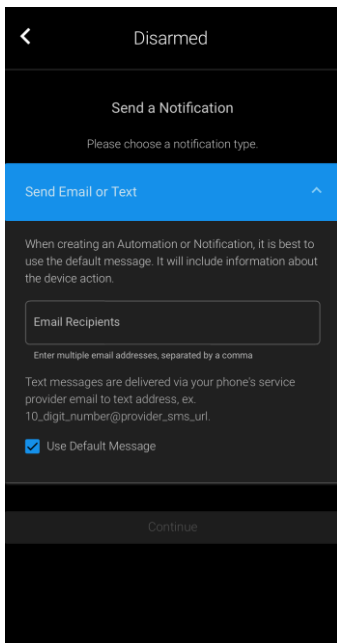 Disarmed
Send a Notification
Please choose a notification type.
Send Email or Text
When creating an Automation or Notification, it is best to
use the default message. It will include information about
the device action.
Email Recipients
Enter multiple email addresses, separated by a comma
Text messages are delivered via your phone's service
provider email to text address, ex.
10_digit_number@provider_sms_url.
Use Default Message
Continue